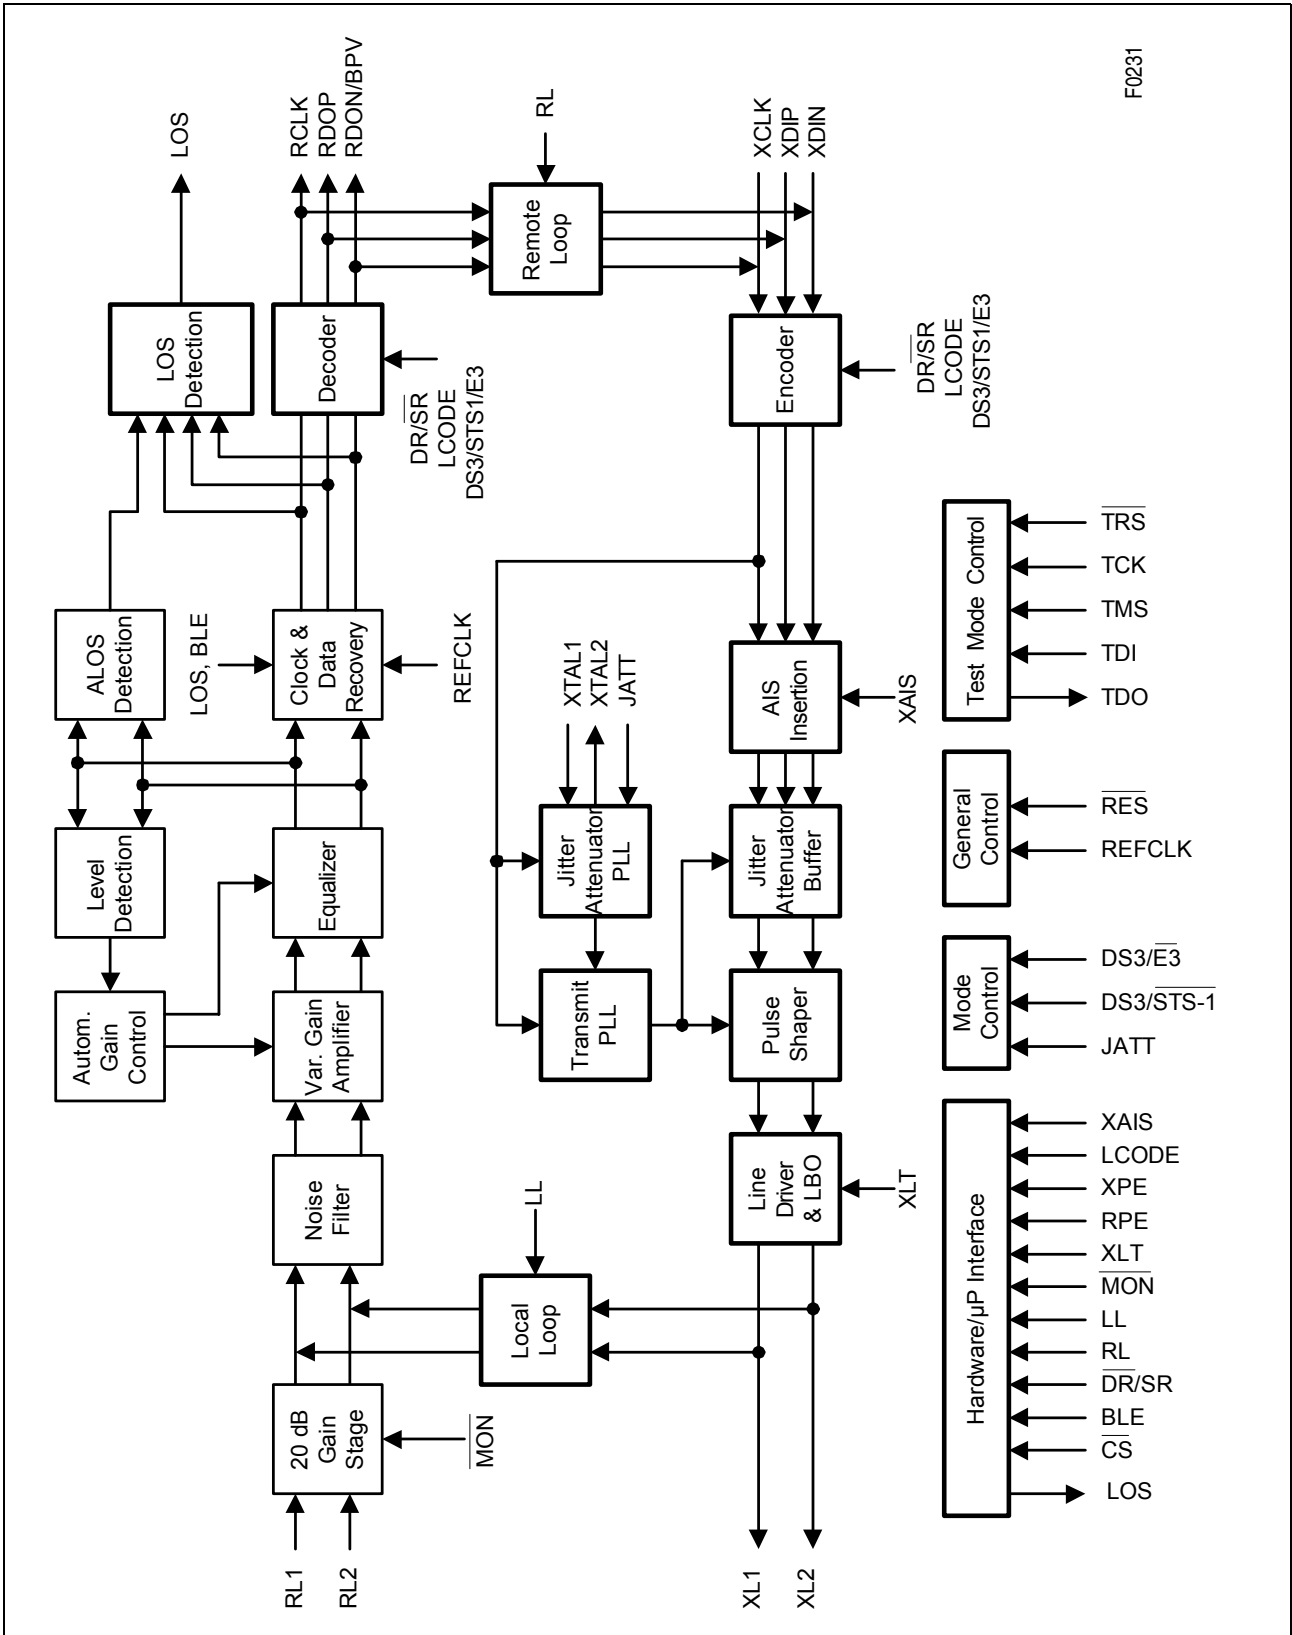 Autom.
Gain
Control
Level
Detection
ALOS
Detection
LOS
Detection
LOS
RL1
RL2
20 dB
Gain
Stage
Noise
Filter
Var. Gain
Amplifier
Equalizer
LOS, BLE
Clock &
Data
Recovery
Decoder
RCLK
RDOP
RDON/BPV
MON
REFCLK
DR/SR
LCODE
DS3/STS1/E3
LL
Local
Loop
Transmit
PLL
Jitter
Attenuator
PLL
XTAL1
XTAL2
JATT
Remote
Loop
RL
XL1
XL2
Line
Driver
& LBO
Pulse
Shaper
Jitter
Attenuator
Buffer
AIS
Insertion
Encoder
XCLK
XDIP
XDIN
XLT
XAIS
DR/SR
LCODE
DS3/STS1/E3
Hardware/µP Interface
XAIS
LCODE
XPE
RPE
XLT
MON
LL
RL
DR/SR
BLE
CS
LOS
Mode
Control
DS3/E3
DS3/STS-1
JATT
General
Control
RES
REFCLK
Test Mode Control
TRS
TCK
TMS
TDI
TDO
F0231